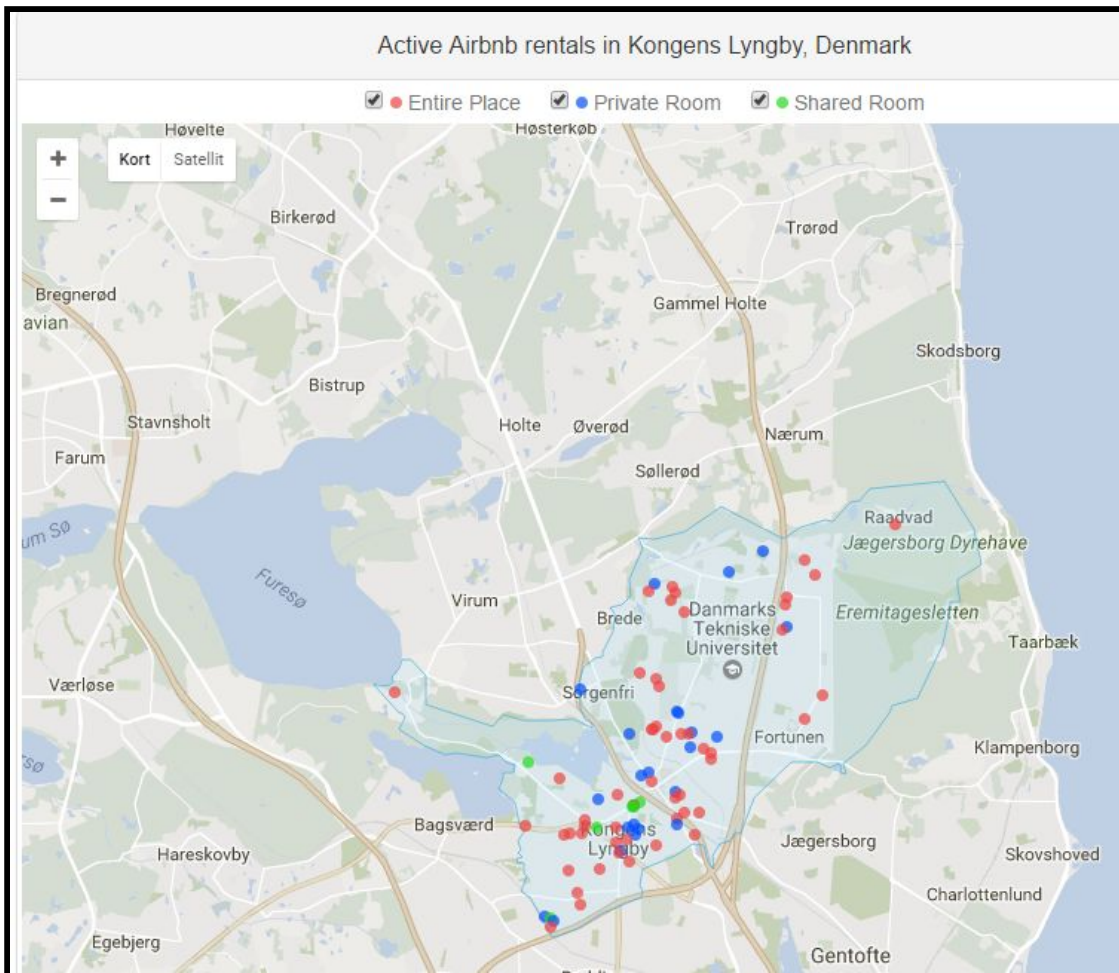 Active Airbnb rentals in Kongens Lyngby, Denmark
Entire Place Private Room Shared Room
Høvelte
Høsterkøb
+
Kort Satellit
−
Birkerød
Trørød
Bregnerød
Gammel Holte
avian
Skodsborg
Bistrup
Stavnsholt
Holte
Øverød
Nærum
Farum
Søllerød
Raadvad
um Sø
Jægersborg Dyrehave
Furesø
Virum
Brede
Danmarks
Tekniske
Universitet
Eremitagesletten
Taarbæk
Værløse
Sorgenfri
Fortunen
Klampenborg
Bagsværd
Kongens
Lyngby
Hareskovby
Jægersborg
Skovshoved
Charlottenlund
Egebjerg
Gentofte